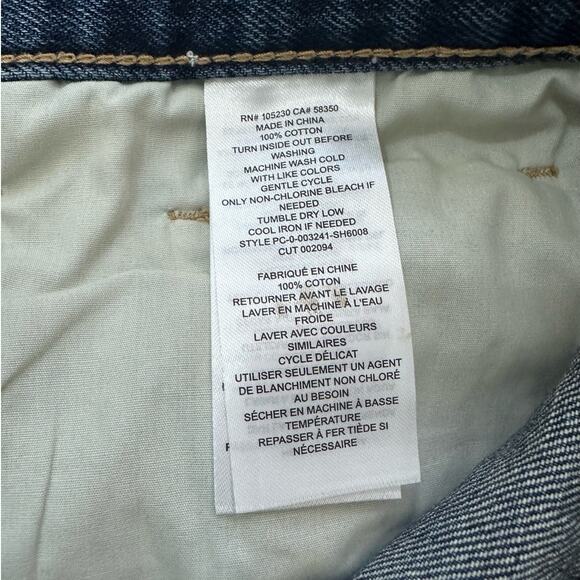 RN# 105230 CA# 58350
MADE IN CHINA
100% COTTON
TURN INSIDE OUT BEFORE
WASHING
MACHINE WASH COLD
WITH LIKE COLORS
GENTLE CYCLE
ONLY NON-CHLORINE BLEACH IF
NEEDED
TUMBLE DRY LOW
COOL IRON IF NEEDED
STYLE PC-0-003241-SH6008
CUT 002094
FABRIQUÉ EN CHINE
100% COTON
RETOURNER AVANT LE LAVAGE
LAVER EN MACHINE À L'EAU
FROIDE
LAVER AVEC COULEURS
SIMILAIRES
CYCLE DÉLICAT
UTILISER SEULEMENT UN AGENT
DE BLANCHIMENT NON CHLORÉ
AU BESOIN
SÉCHER EN MACHINE À BASSE
TEMPÉRATURE
REPASSER À FER TIÈDE SI
NÉCESSAIRE